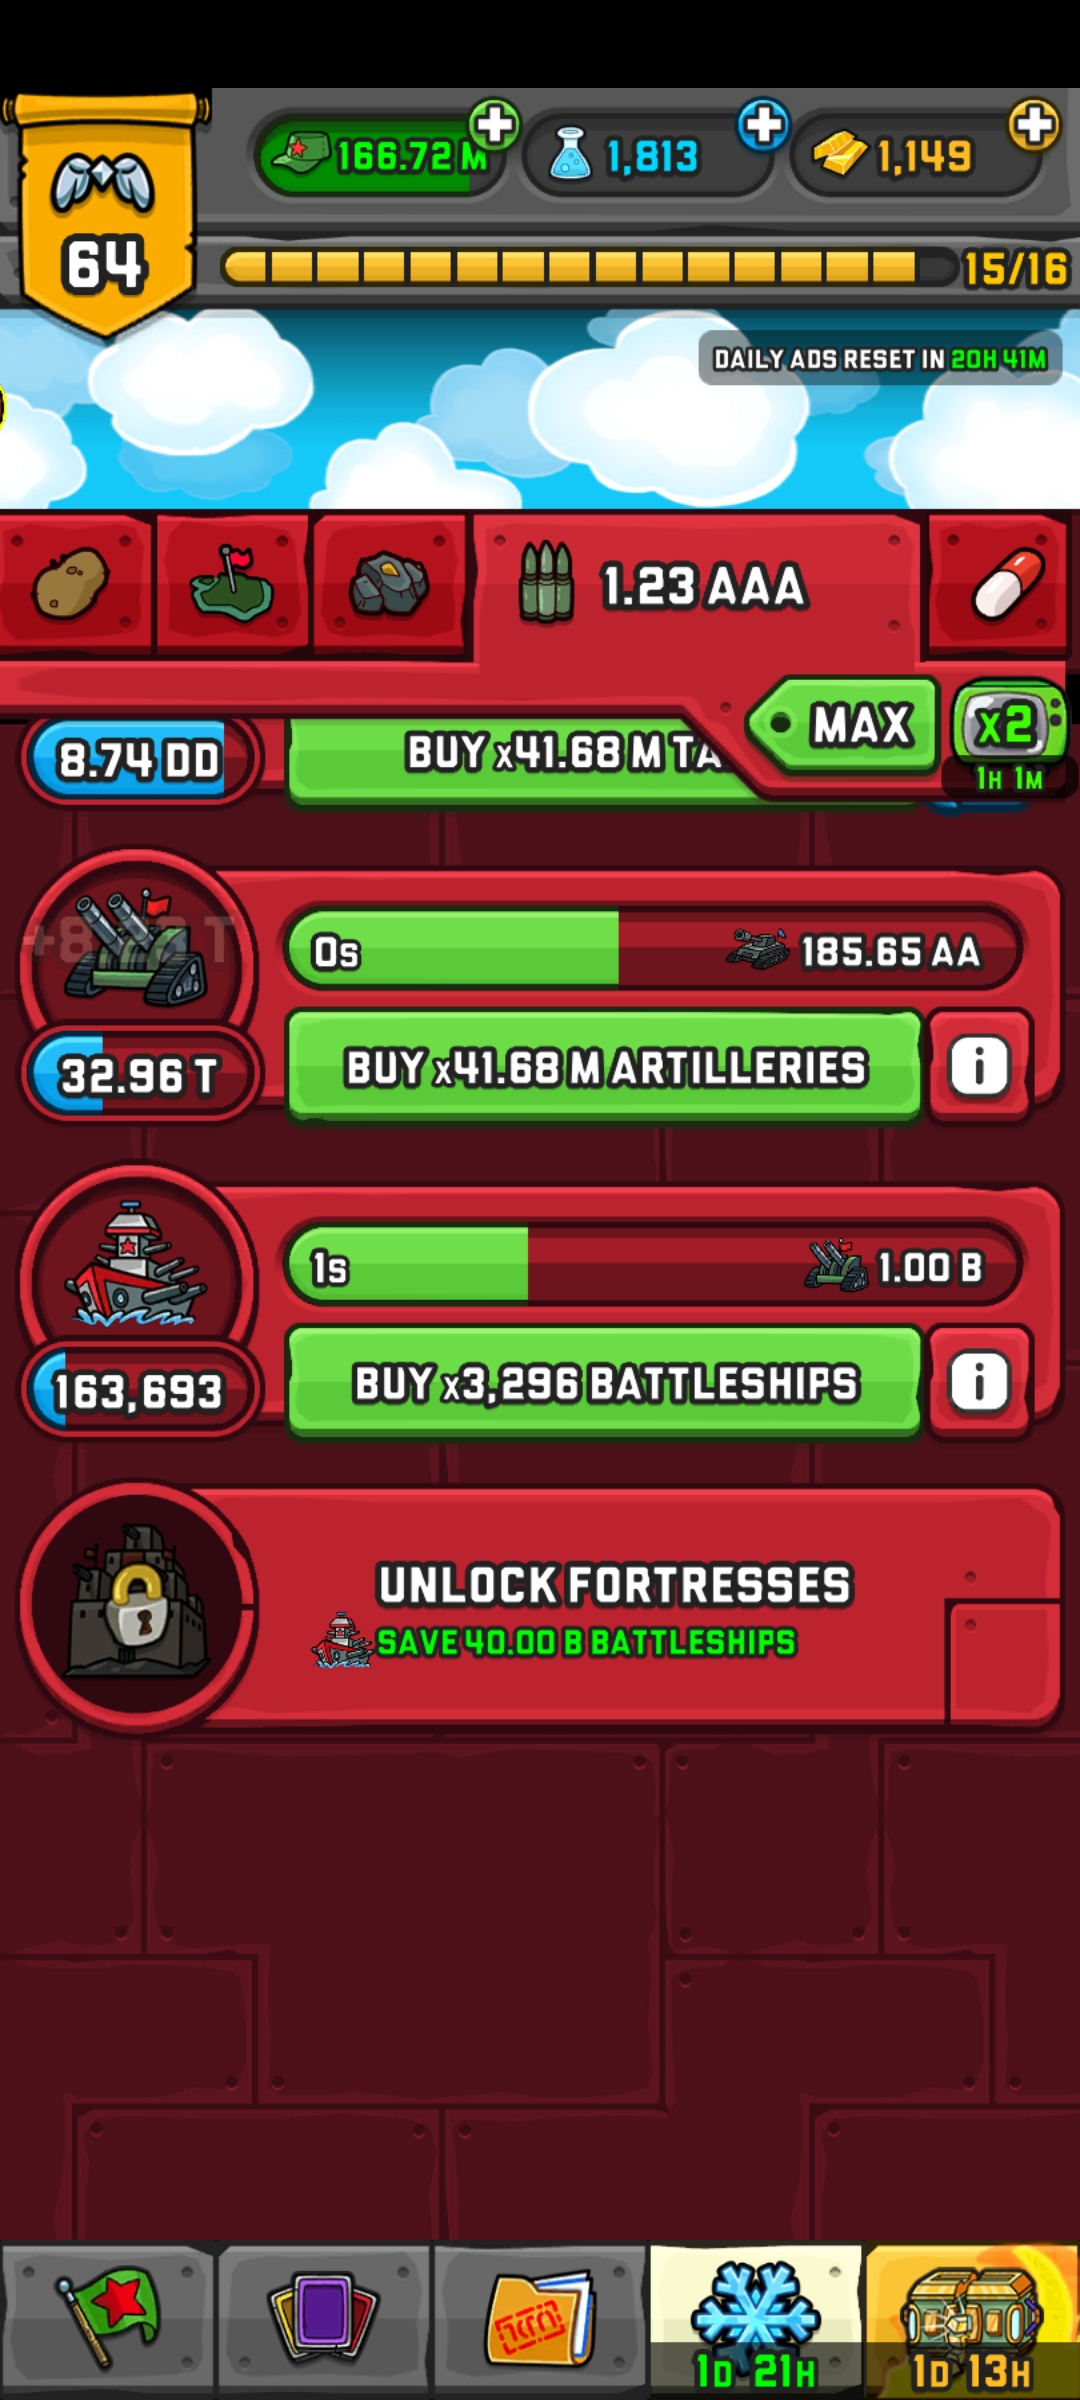 166.72 M
1,813
1,149
64
15/16
DAILY ADS RESET IN 20H 41M
1.23 AAA
MAX
x2
1H 1M
8.74 DD
BUY x41.68 M
0s
185.65 AA
32.96 T
BUY x41.68 M ARTILLERIES
i
1s
1.00 B
163,693
BUY x3,296 BATTLESHIPS
i
UNLOCK FORTRESSES
SAVE 40.00 B BATTLESHIPS
1D 21H
1D 13H